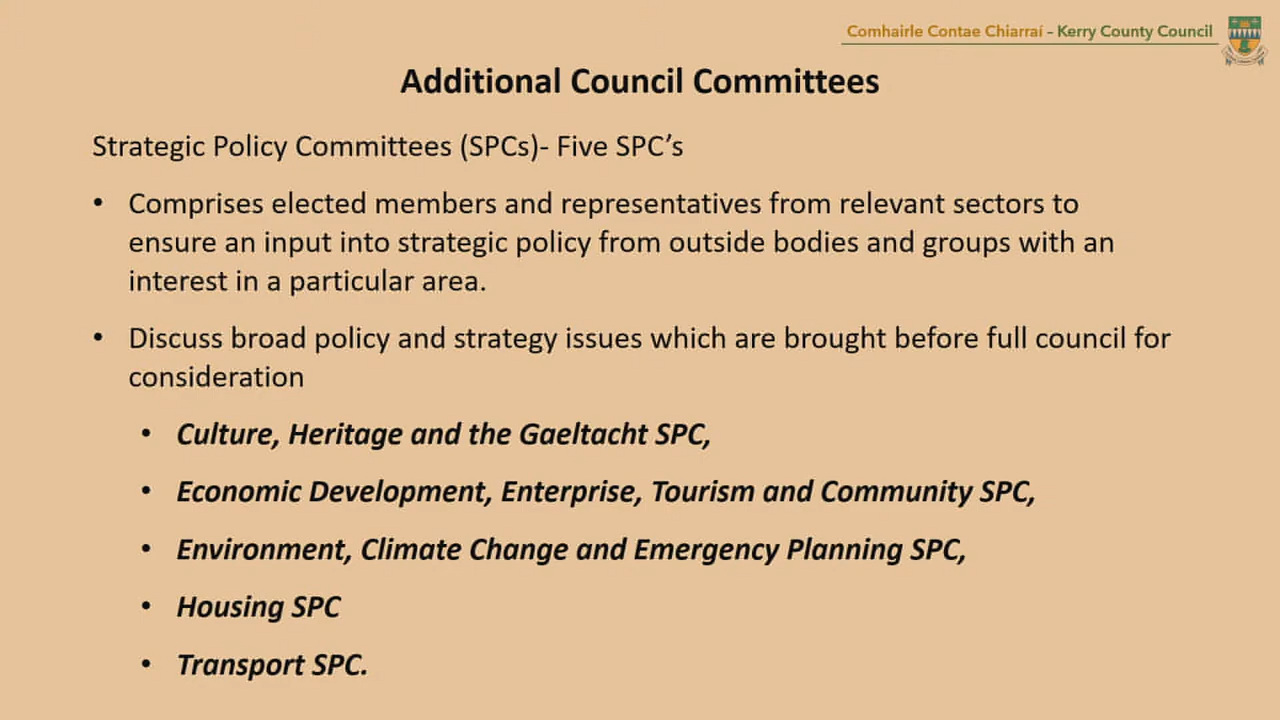 Comhairle Contae Chiarraí – Kerry County Council
Additional Council Committees
Strategic Policy Committees (SPCs)- Five SPC’s
• Comprises elected members and representatives from relevant sectors to
ensure an input into strategic policy from outside bodies and groups with an
interest in a particular area.
• Discuss broad policy and strategy issues which are brought before full council for
consideration
• Culture, Heritage and the Gaeltacht SPC,
• Economic Development, Enterprise, Tourism and Community SPC,
• Environment, Climate Change and Emergency Planning SPC,
• Housing SPC
• Transport SPC.